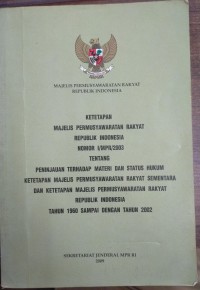 MAJELIS PERMUSYAWARATAN RAKYAT
REPUBLIK INDONESIA
KETETAPAN
MAJELIS PERMUSYAWARATAN RAKYAT
REPUBLIK INDONESIA
NOMOR I/MPR/2003
TENTANG
PENINJAUAN TERHADAP MATERI DAN STATUS HUKUM
KETETAPAN MAJELIS PERMUSYAWARATAN RAKYAT SEMENTARA
DAN KETETAPAN MAJELIS PERMUSYAWARATAN RAKYAT
REPUBLIK INDONESIA
TAHUN 1960 SAMPAI DENGAN TAHUN 2002
SEKRETARIAT JENDERAL MPR RI
2009